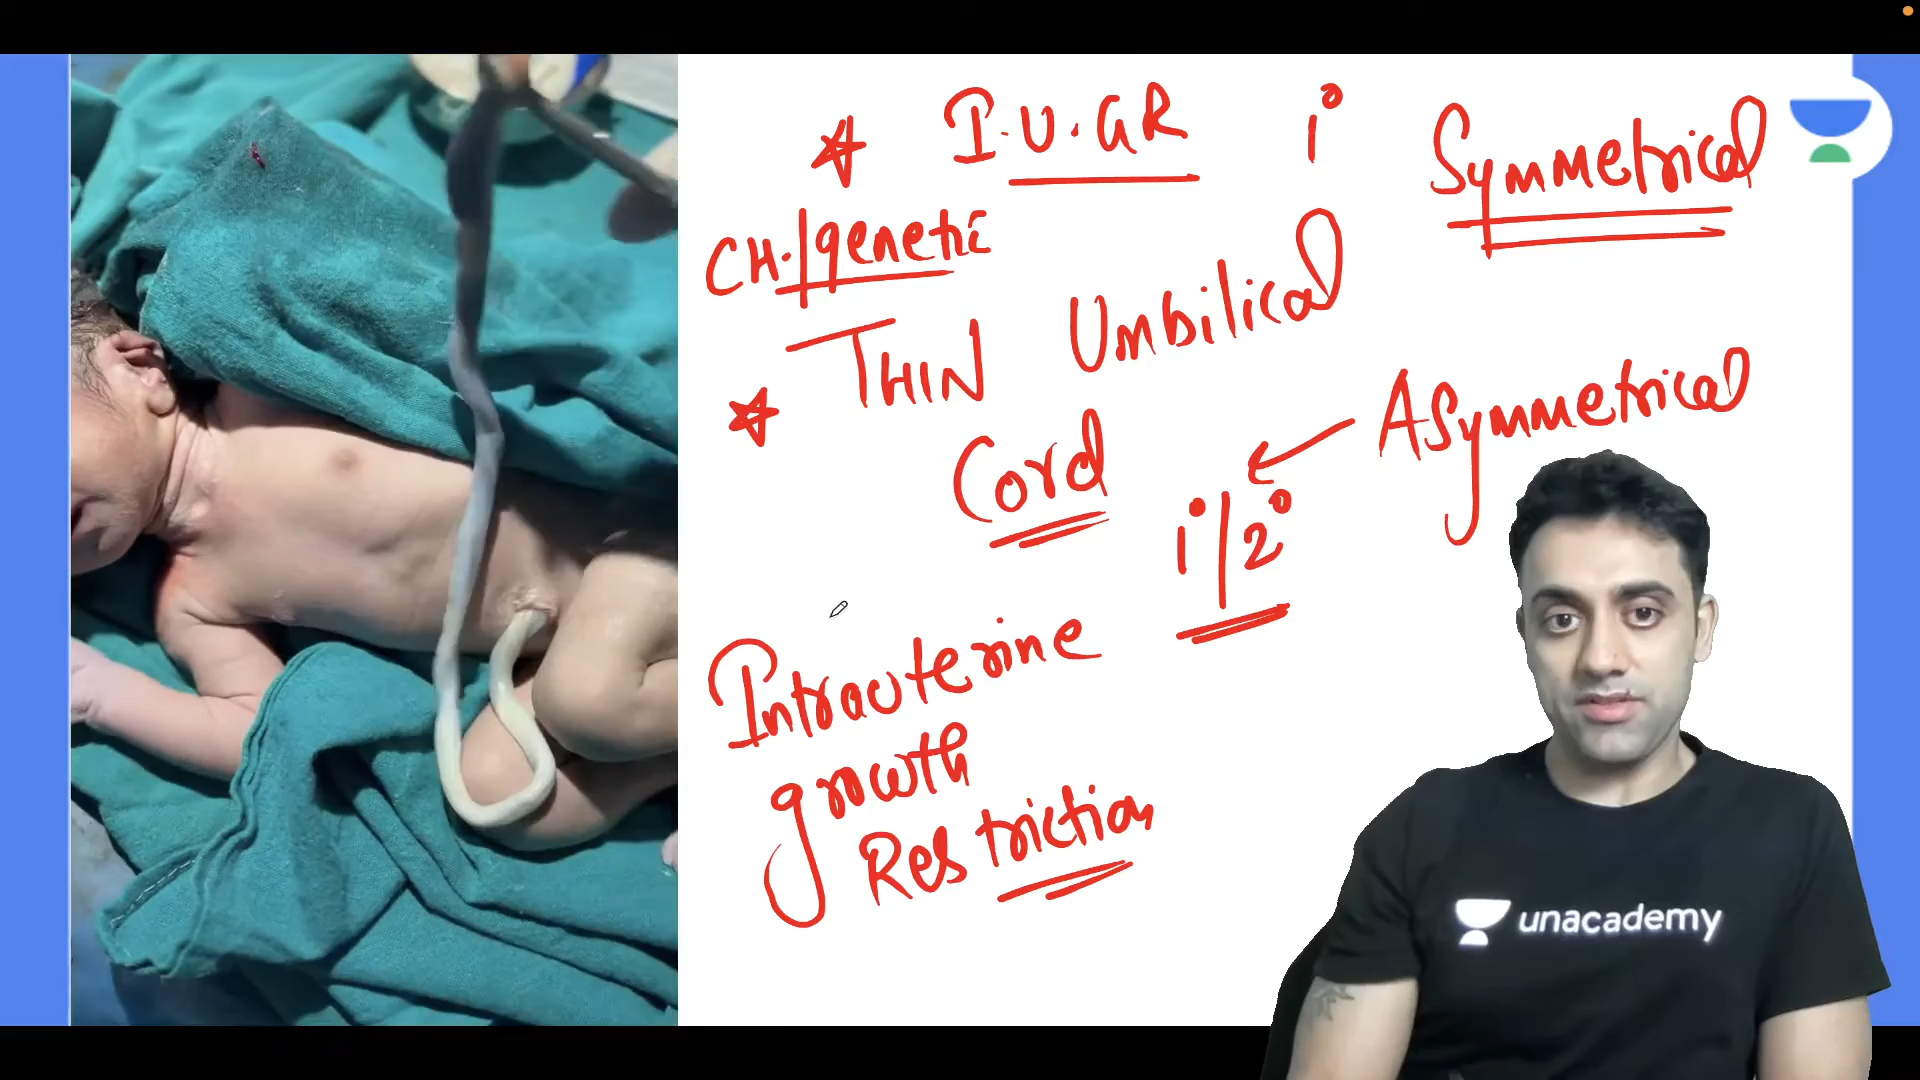 I.U.GR 1° Symmetrical
CH./genetic
THIN Umbilical
Cord
Asymmetrical
1°/2°
Intrauterine
growth
Restriction
unacademy